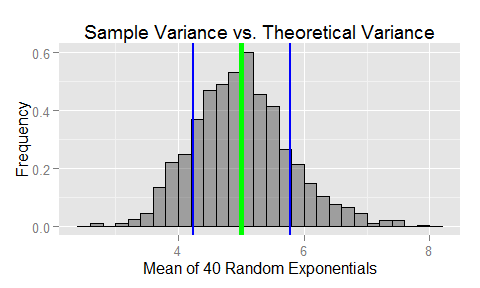 Sample Variance vs. Theoretical Variance
0.6
0.4
0.2
0.0
Frequency
4 6 8
Mean of 40 Random Exponentials